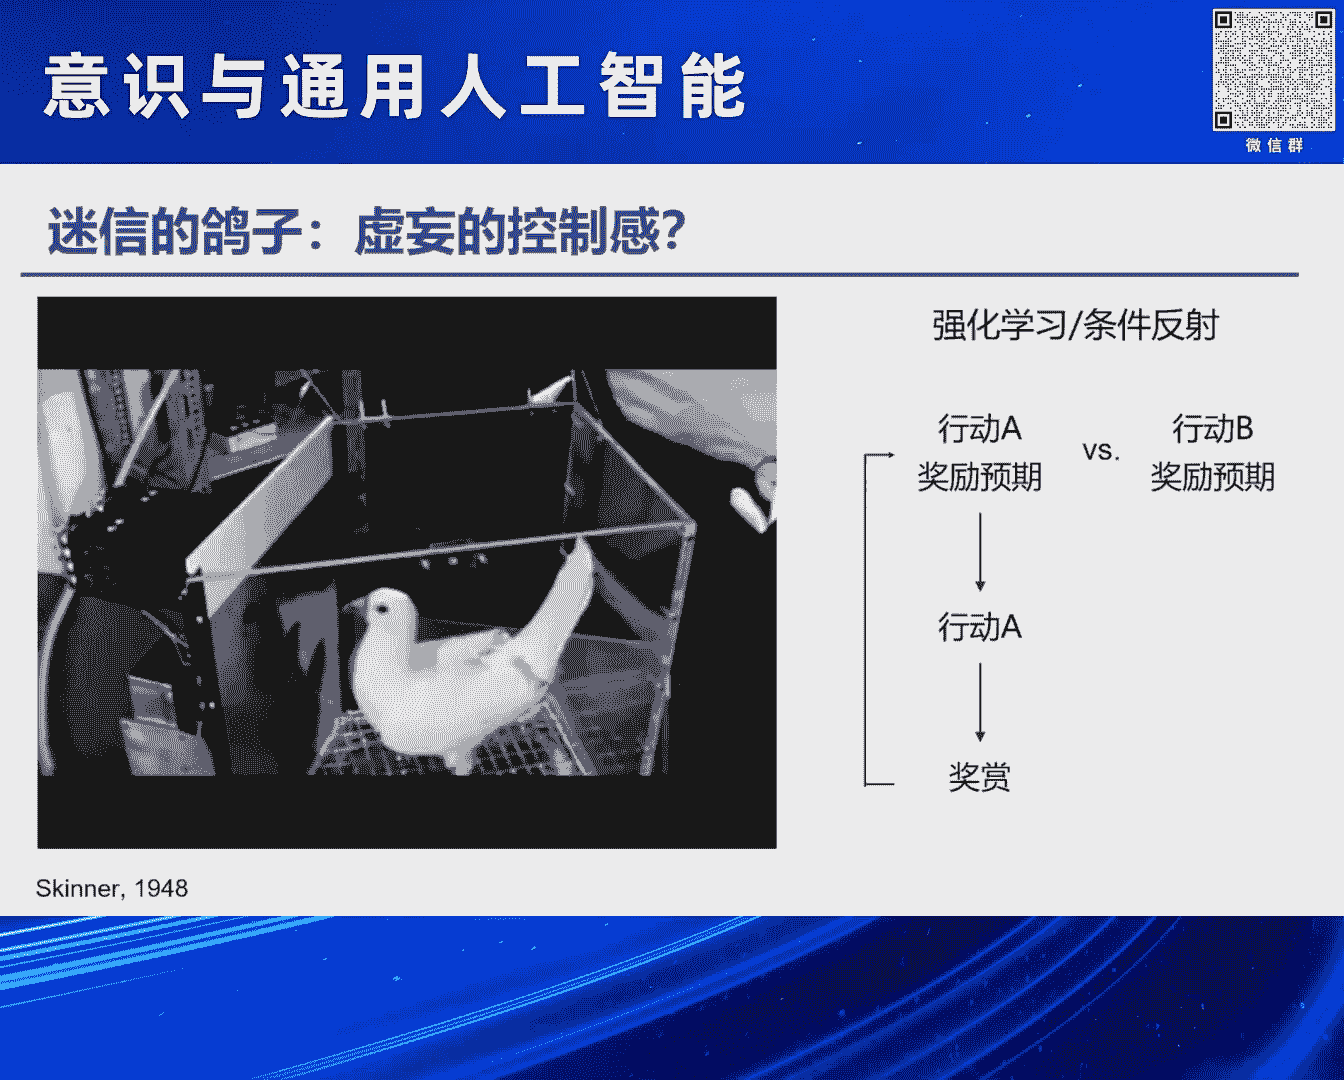 意识与通用人工智能
微信群
迷信的鸽子：虚妄的控制感？
强化学习/条件反射
行动A
奖励预期
vs.
行动B
奖励预期
行动A
奖赏
Skinner, 1948